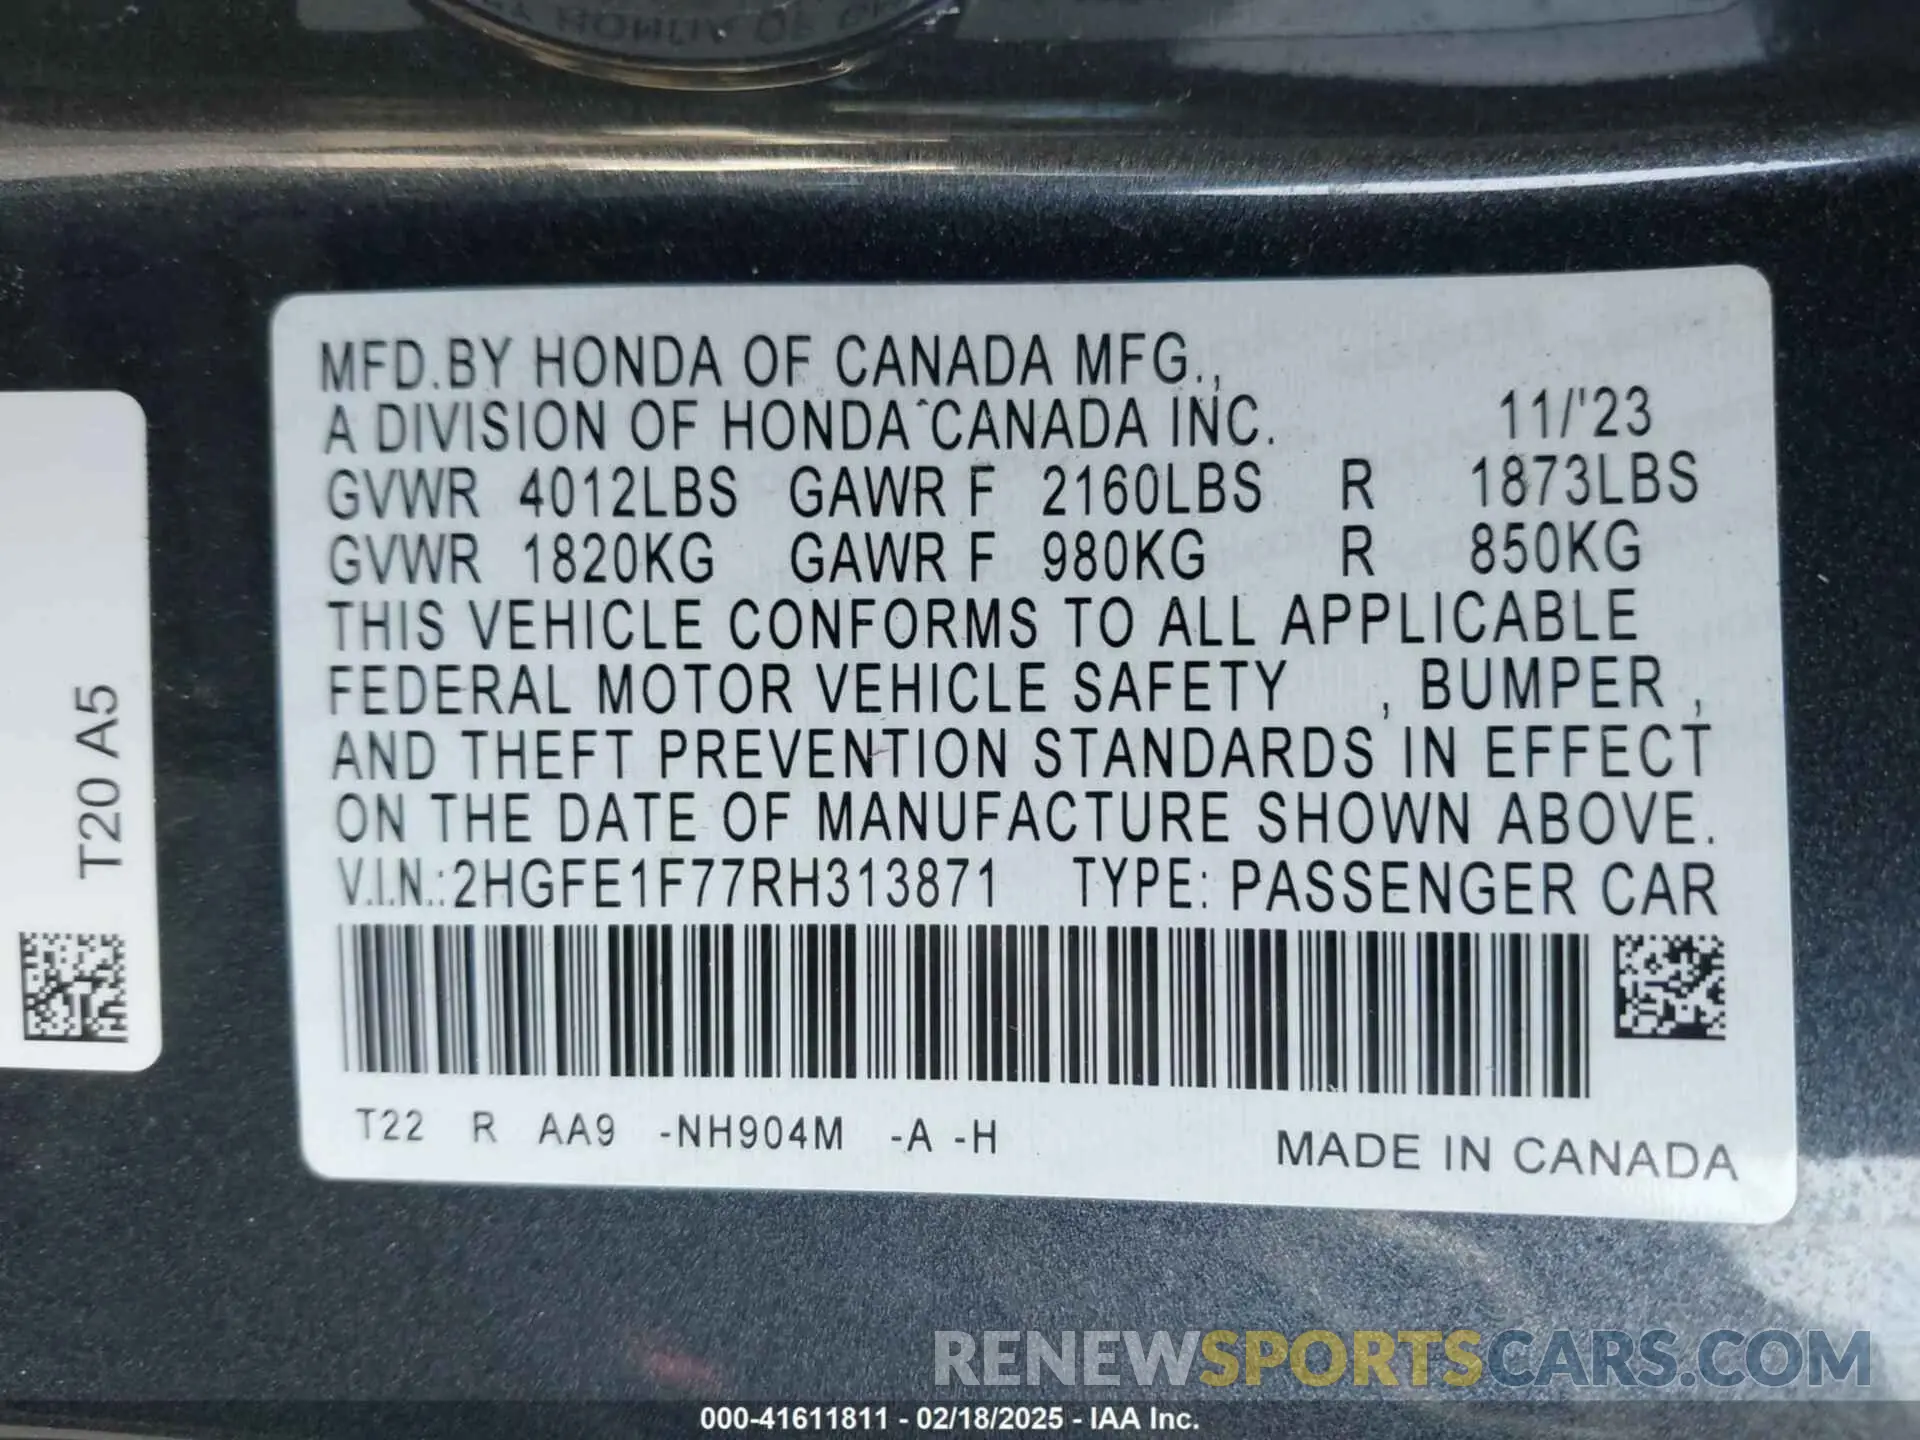 MFD.BY HONDA OF CANADA MFG.,
A DIVISION OF HONDA CANADA INC. 11/'23
GVWR 4012LBS GAWR F 2160LBS R 1873LBS
GVWR 1820KG GAWR F 980KG R 850KG
THIS VEHICLE CONFORMS TO ALL APPLICABLE
FEDERAL MOTOR VEHICLE SAFETY , BUMPER ,
AND THEFT PREVENTION STANDARDS IN EFFECT
ON THE DATE OF MANUFACTURE SHOWN ABOVE.
V.I.N.:2HGFE1F77RH313871 TYPE: PASSENGER CAR
T22 R AA9 -NH904M -A -H
MADE IN CANADA
T20 A5
RENEWSPORTSCARS.COM
000-41611811 - 02/18/2025 - IAA Inc.